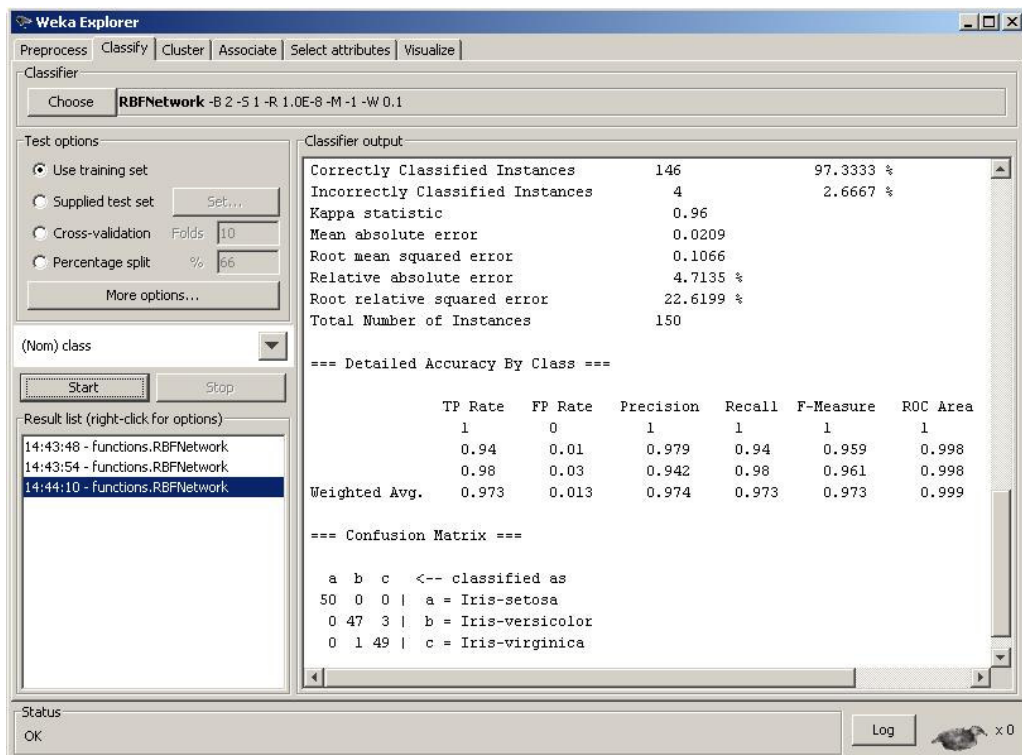 Weka Explorer
Preprocess Classify Cluster Associate Select attributes Visualize
Classifier
Choose RBFNetwork -B 2 -S 1 -R 1.0E-8 -M -1 -W 0.1
Test options
Use training set
Supplied test set Set...
Cross-validation Folds 10
Percentage split % 66
More options...
(Nom) class
Start Stop
Result list (right-click for options)
14:43:48 - functions.RBFNetwork
14:43:54 - functions.RBFNetwork
14:44:10 - functions.RBFNetwork
Classifier output
Correctly Classified Instances 146 97.3333 %
Incorrectly Classified Instances 4 2.6667 %
Kappa statistic 0.96
Mean absolute error 0.0209
Root mean squared error 0.1066
Relative absolute error 4.7135 %
Root relative squared error 22.6199 %
Total Number of Instances 150
=== Detailed Accuracy By Class ===
TP Rate FP Rate Precision Recall F-Measure ROC Area
1 0 1 1 1 1
0.94 0.01 0.979 0.94 0.959 0.998
0.98 0.03 0.942 0.98 0.961 0.998
Weighted Avg. 0.973 0.013 0.974 0.973 0.973 0.999
=== Confusion Matrix ===
a b c <-- classified as
50 0 0 | a = Iris-setosa
0 47 3 | b = Iris-versicolor
0 1 49 | c = Iris-virginica
Status
OK
Log x 0